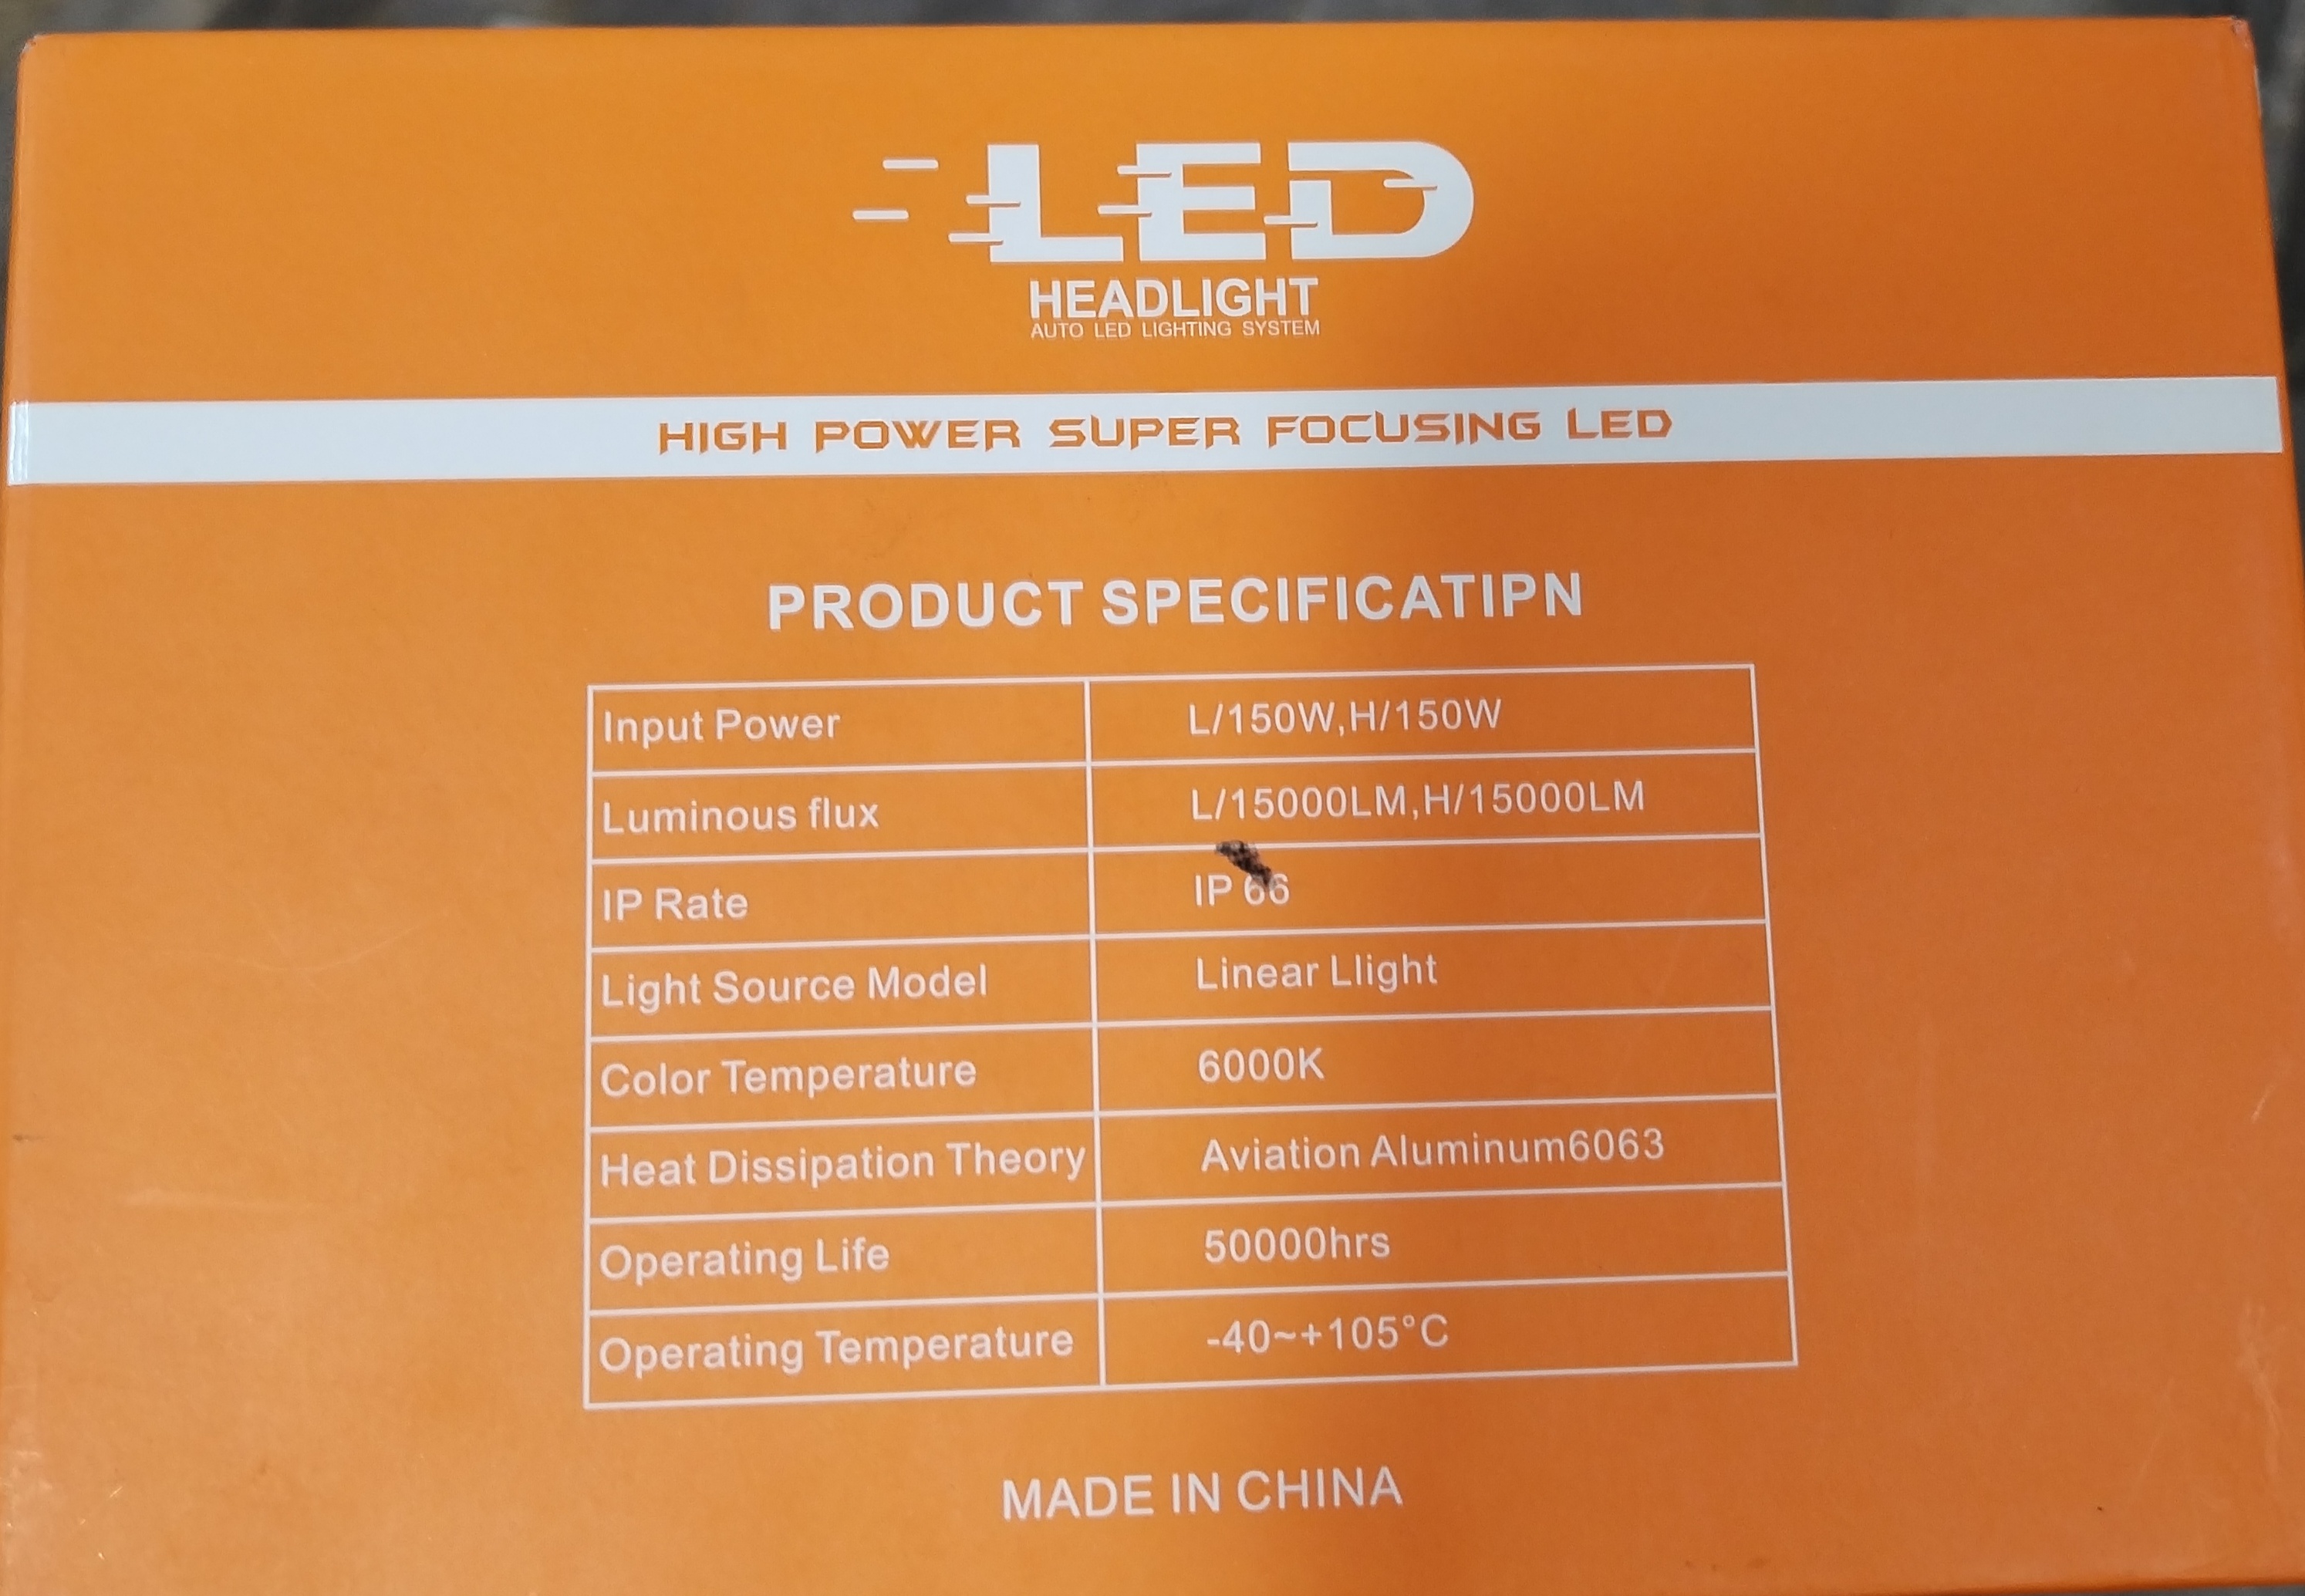 LED
HEADLIGHT
AUTO LED LIGHTING SYSTEM
HIGH POWER SUPER FOCUSING LED
PRODUCT SPECIFICATIPN
Input Power L/150W,H/150W
Luminous flux L/15000LM,H/15000LM
IP Rate IP 66
Light Source Model Linear Llight
Color Temperature 6000K
Heat Dissipation Theory Aviation Aluminum6063
Operating Life 50000hrs
Operating Temperature -40~+105°C
MADE IN CHINA